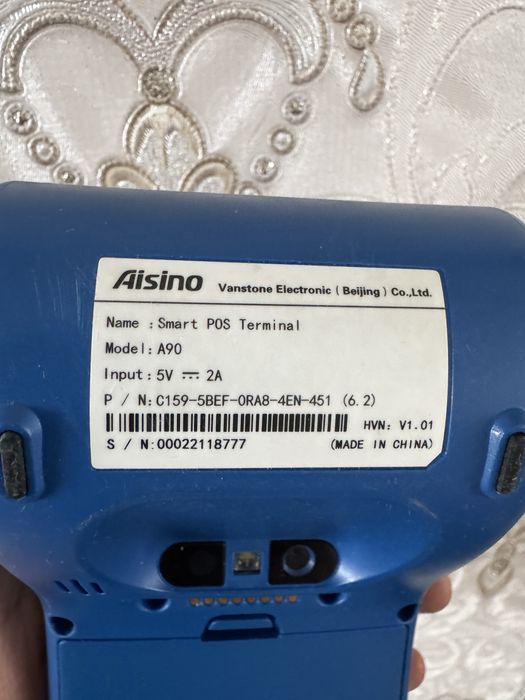 Aisino Vanstone Electronic ( Beijing ) Co.,Ltd.
Name : Smart POS Terminal
Model: A90
Input: 5V ⎓ 2A
P / N: C159-5BEF-0RA8-4EN-451 (6.2)
HVN: V1.01
S / N: 00022118777 (MADE IN CHINA)